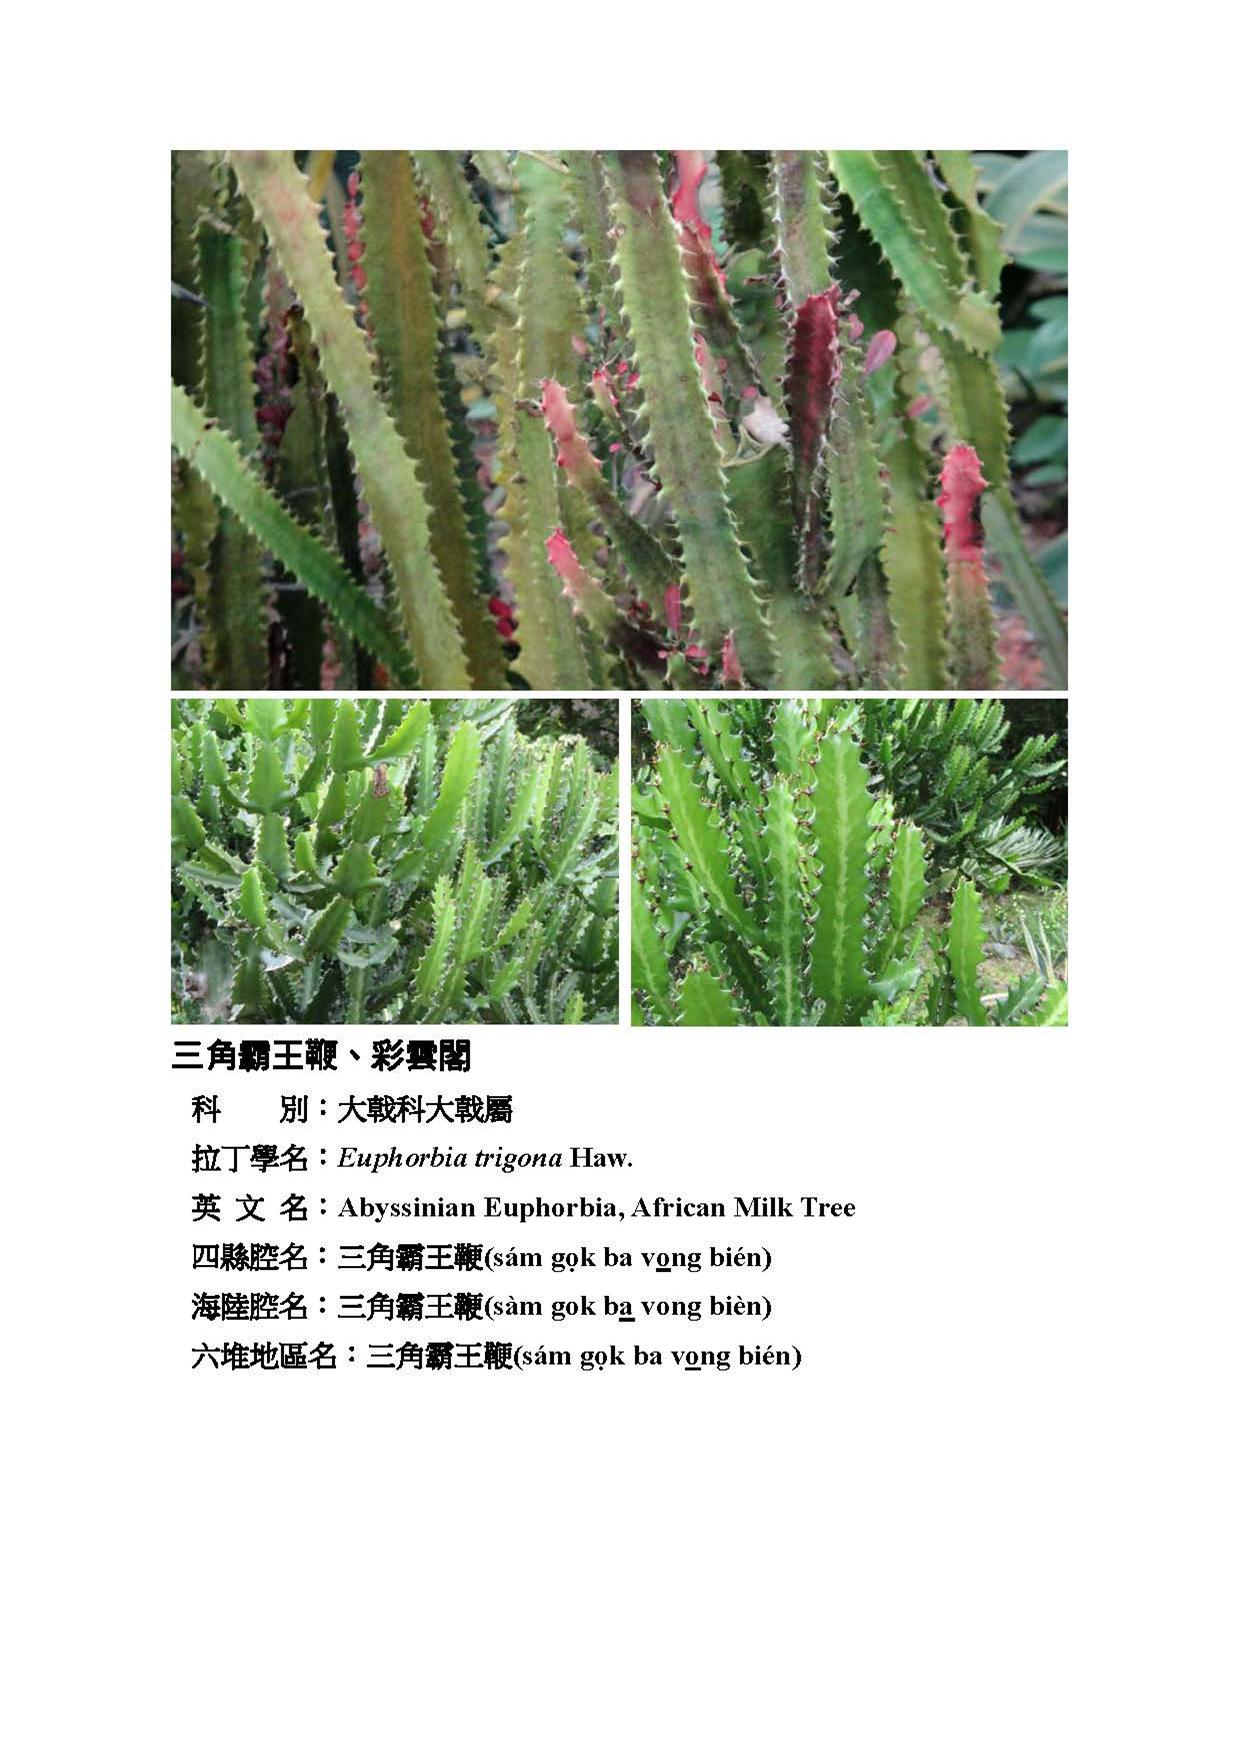 三角霸王鞭、彩雲閣
科　　別：大戟科大戟屬
拉丁學名：Euphorbia trigona Haw.
英 文 名：Abyssinian Euphorbia, African Milk Tree
四縣腔名：三角霸王鞭(sám gọk ba vo̲ng bién)
海陸腔名：三角霸王鞭(sàm gok ba̲ vong bièn)
六堆地區名：三角霸王鞭(sám gọk ba vo̲ng bién)